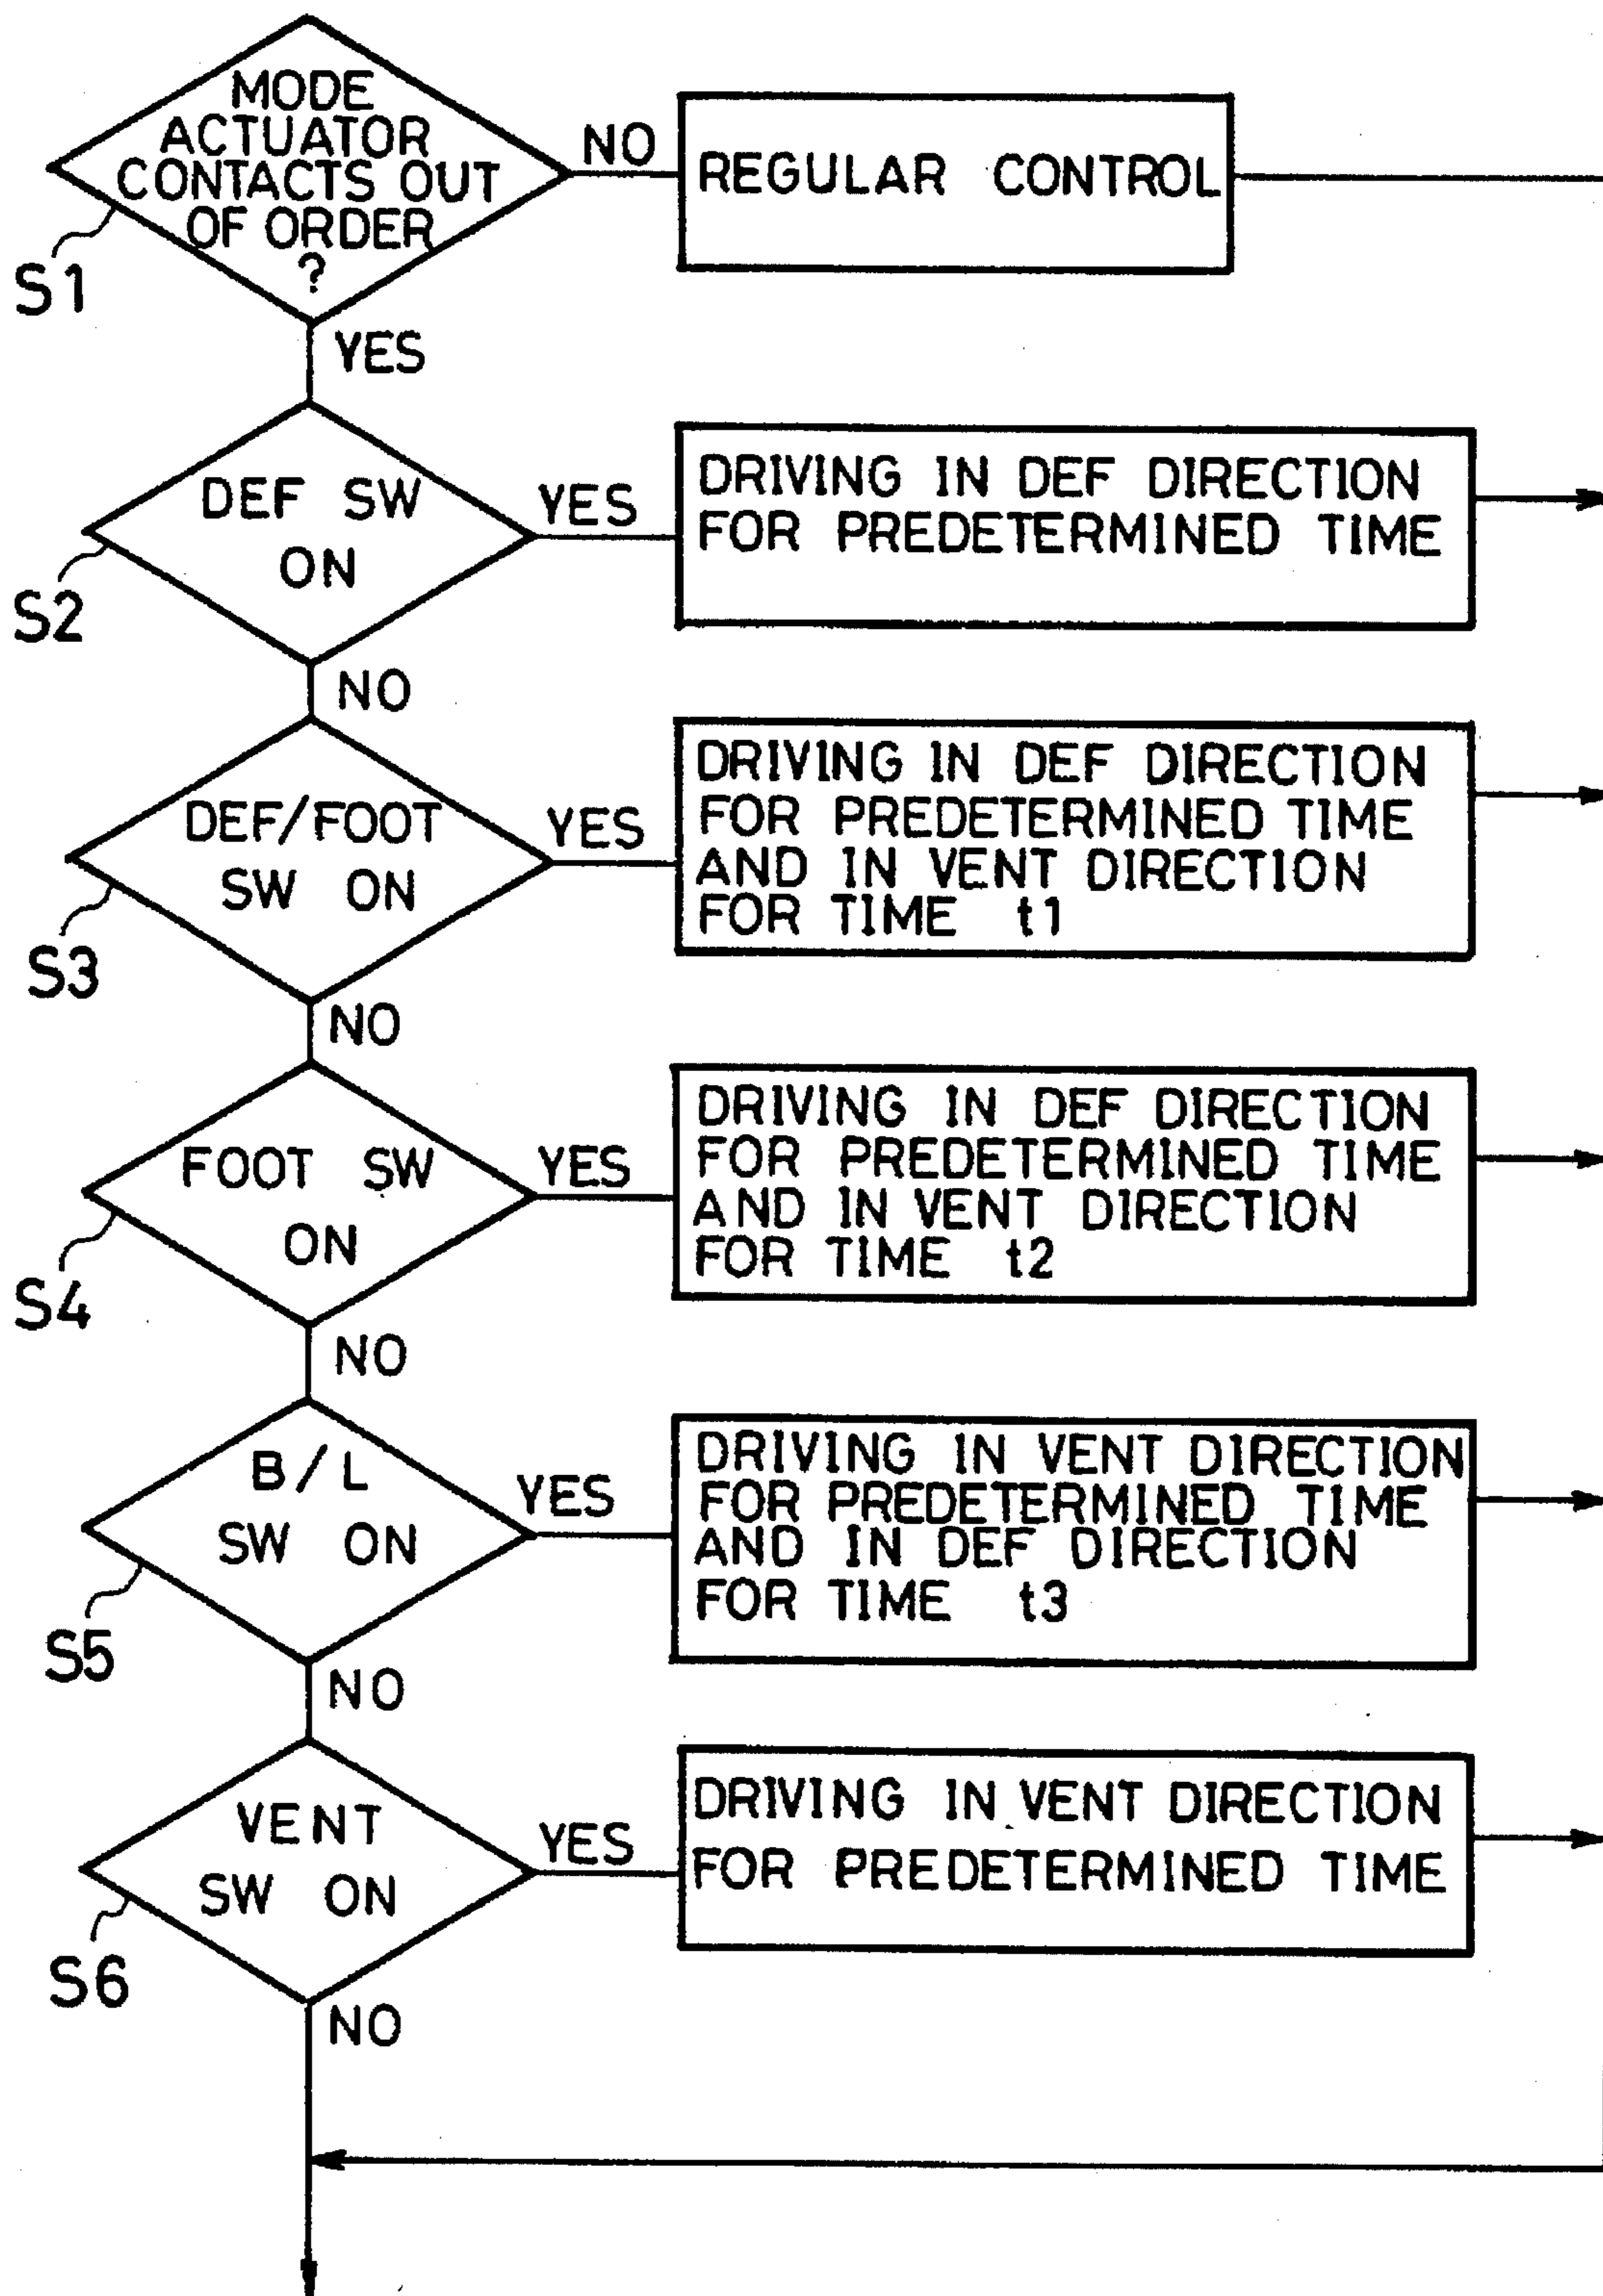 MODE
ACTUATOR
CONTACTS OUT
OF ORDER
?
S1
NO
REGULAR CONTROL
YES
DEF SW
ON
S2
YES
DRIVING IN DEF DIRECTION
FOR PREDETERMINED TIME
NO
DEF/FOOT
SW ON
S3
YES
DRIVING IN DEF DIRECTION
FOR PREDETERMINED TIME
AND IN VENT DIRECTION
FOR TIME t1
NO
FOOT SW
ON
S4
YES
DRIVING IN DEF DIRECTION
FOR PREDETERMINED TIME
AND IN VENT DIRECTION
FOR TIME t2
NO
B/L
SW ON
S5
YES
DRIVING IN VENT DIRECTION
FOR PREDETERMINED TIME
AND IN DEF DIRECTION
FOR TIME t3
NO
VENT
SW ON
S6
YES
DRIVING IN VENT DIRECTION
FOR PREDETERMINED TIME
NO